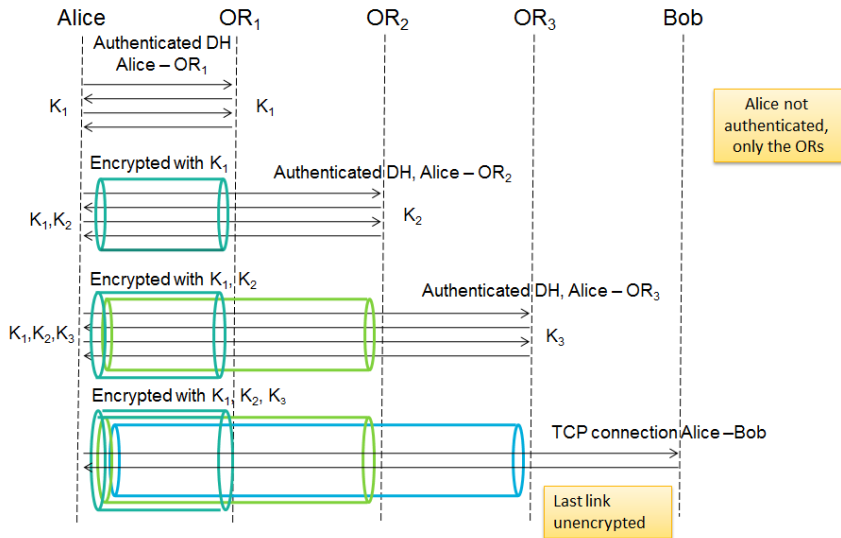 Alice OR1 OR2 OR3 Bob
Authenticated DH
Alice – OR1
K1 K1
Alice not
authenticated,
only the ORs
Encrypted with K1
Authenticated DH, Alice - OR2
K1,K2 K2
Encrypted with K1, K2
Authenticated DH, Alice - OR3
K1,K2,K3 K3
Encrypted with K1, K2, K3
TCP connection Alice –Bob
Last link
unencrypted